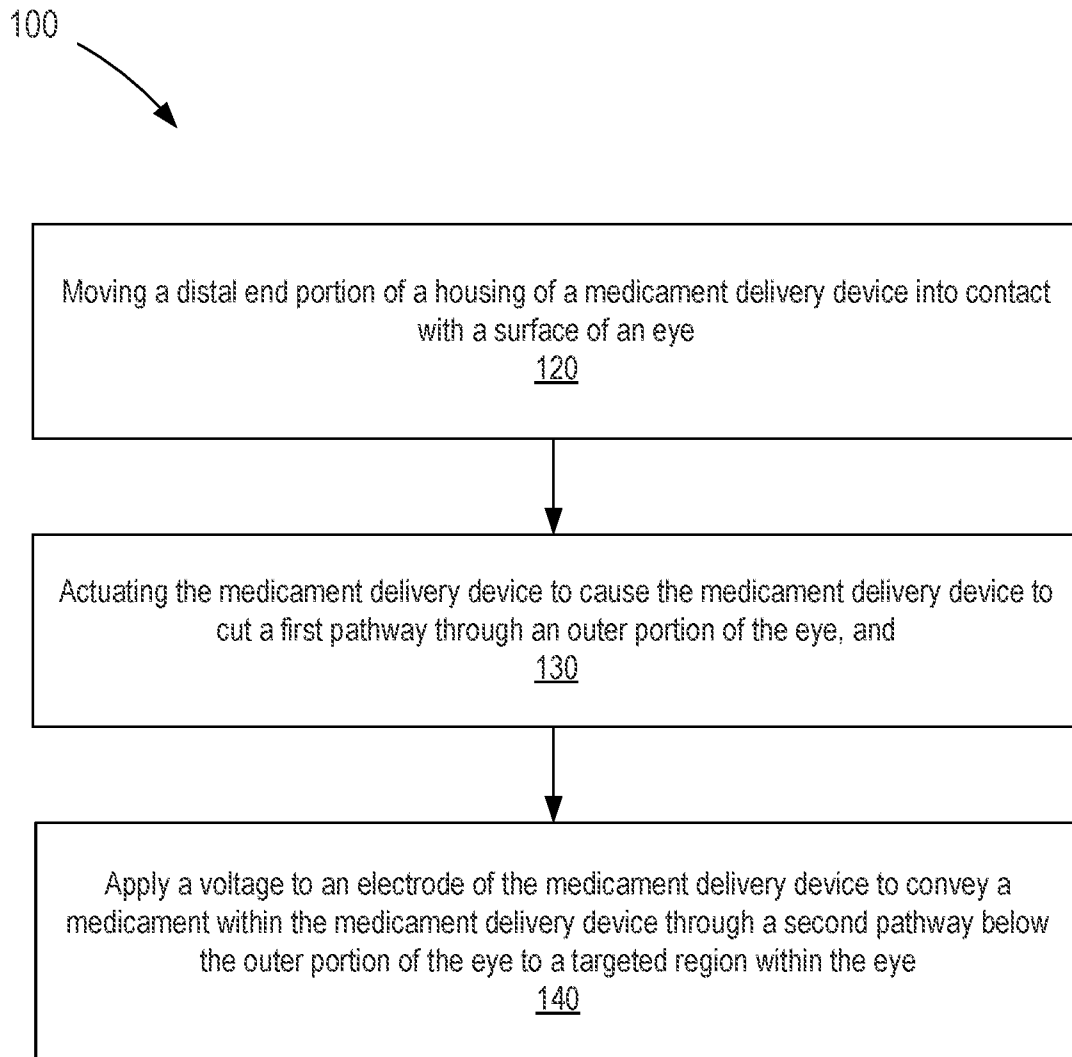 100
Moving a distal end portion of a housing of a medicament delivery device into contact
with a surface of an eye
120
Actuating the medicament delivery device to cause the medicament delivery device to
cut a first pathway through an outer portion of the eye, and
130
Apply a voltage to an electrode of the medicament delivery device to convey a
medicament within the medicament delivery device through a second pathway below
the outer portion of the eye to a targeted region within the eye
140